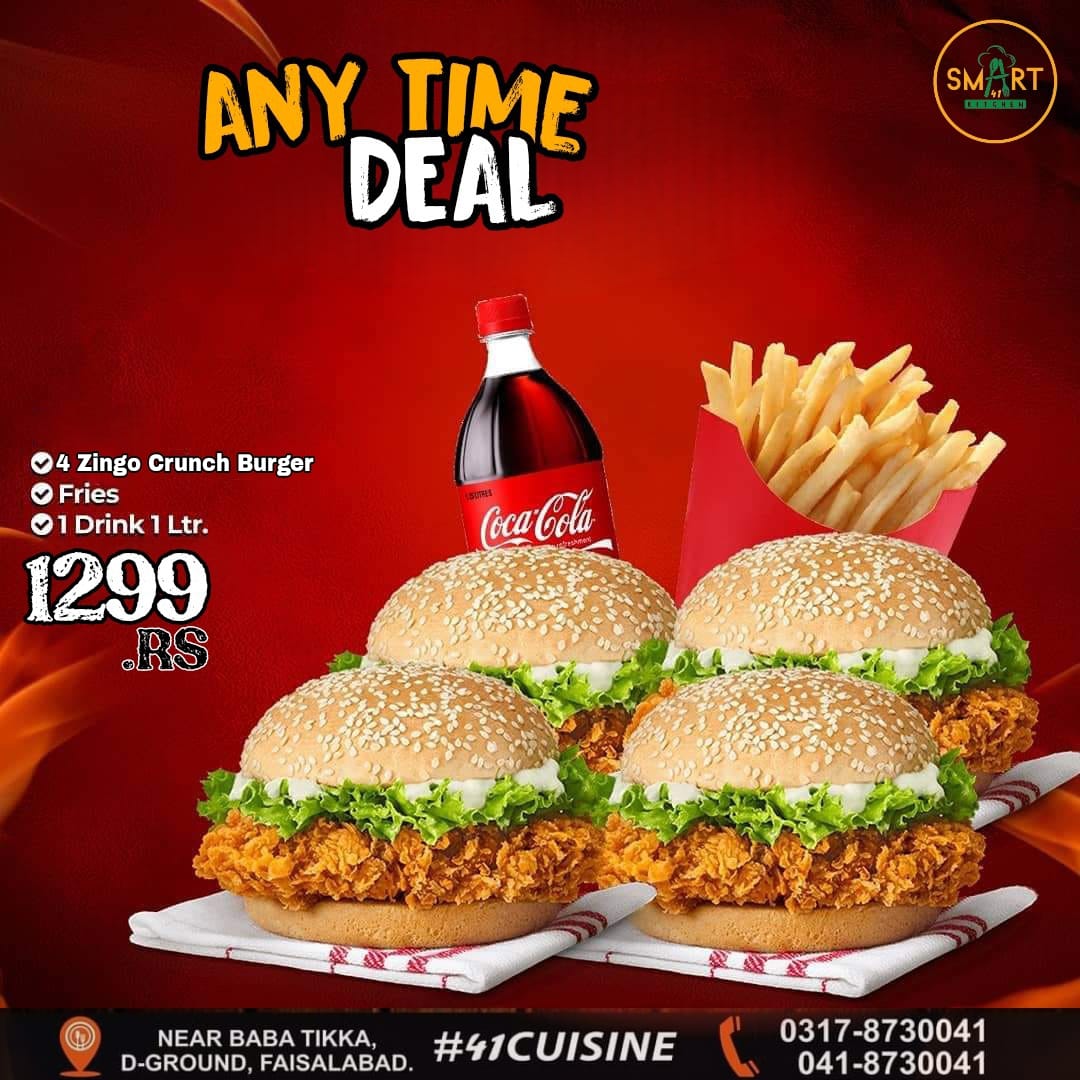 SMART
41
KITCHEN
ANY TIME
DEAL
4 Zingo Crunch Burger
Fries
1 Drink 1 Ltr.
1299
.RS
Coca-Cola
NEAR BABA TIKKA,
D-GROUND, FAISALABAD.
#41CUISINE
0317-8730041
041-8730041